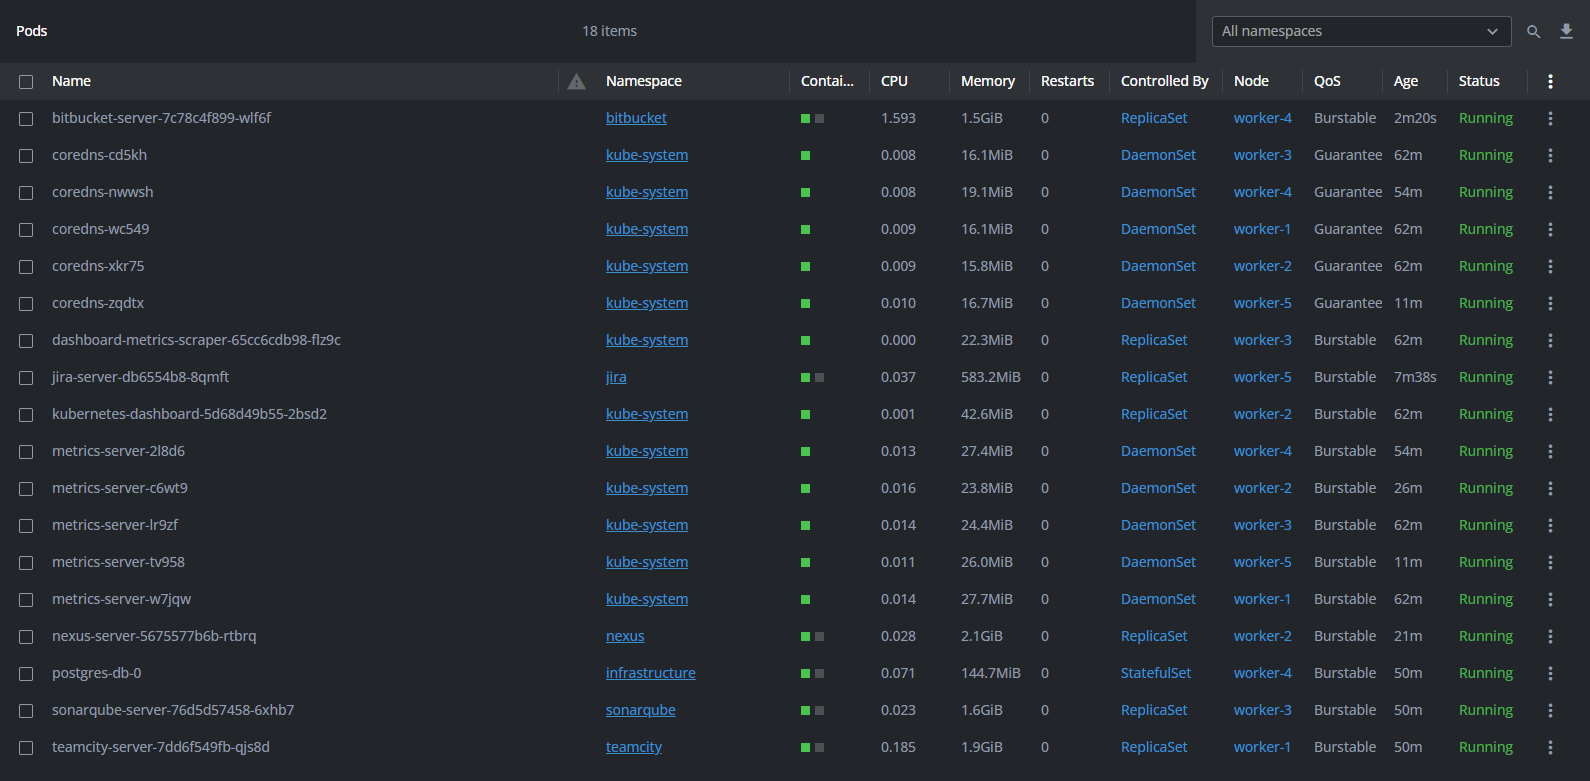 Pods 18 items All namespaces
Name Namespace Contai... CPU Memory Restarts Controlled By Node QoS Age Status
bitbucket-server-7c78c4f899-wlf6f bitbucket 1.593 1.5GiB 0 ReplicaSet worker-4 Burstable 2m20s Running
coredns-cd5kh kube-system 0.008 16.1MiB 0 DaemonSet worker-3 Guarantee 62m Running
coredns-nwwsh kube-system 0.008 19.1MiB 0 DaemonSet worker-4 Guarantee 54m Running
coredns-wc549 kube-system 0.009 16.1MiB 0 DaemonSet worker-1 Guarantee 62m Running
coredns-xkr75 kube-system 0.009 15.8MiB 0 DaemonSet worker-2 Guarantee 62m Running
coredns-zqdtx kube-system 0.010 16.7MiB 0 DaemonSet worker-5 Guarantee 11m Running
dashboard-metrics-scraper-65cc6cdb98-flz9c kube-system 0.000 22.3MiB 0 ReplicaSet worker-3 Burstable 62m Running
jira-server-db6554b8-8qmft jira 0.037 583.2MiB 0 ReplicaSet worker-5 Burstable 7m38s Running
kubernetes-dashboard-5d68d49b55-2bsd2 kube-system 0.001 42.6MiB 0 ReplicaSet worker-2 Burstable 62m Running
metrics-server-2l8d6 kube-system 0.013 27.4MiB 0 DaemonSet worker-4 Burstable 54m Running
metrics-server-c6wt9 kube-system 0.016 23.8MiB 0 DaemonSet worker-2 Burstable 26m Running
metrics-server-lr9zf kube-system 0.014 24.4MiB 0 DaemonSet worker-3 Burstable 62m Running
metrics-server-tv958 kube-system 0.011 26.0MiB 0 DaemonSet worker-5 Burstable 11m Running
metrics-server-w7jqw kube-system 0.014 27.7MiB 0 DaemonSet worker-1 Burstable 62m Running
nexus-server-5675577b6b-rtbrq nexus 0.028 2.1GiB 0 ReplicaSet worker-2 Burstable 21m Running
postgres-db-0 infrastructure 0.071 144.7MiB 0 StatefulSet worker-4 Burstable 50m Running
sonarqube-server-76d5d57458-6xhb7 sonarqube 0.023 1.6GiB 0 ReplicaSet worker-3 Burstable 50m Running
teamcity-server-7dd6f549fb-qjs8d teamcity 0.185 1.9GiB 0 ReplicaSet worker-1 Burstable 50m Running